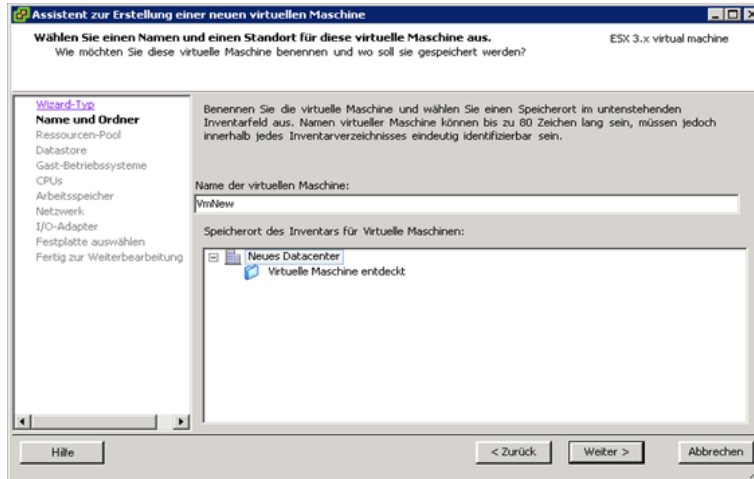 Assistent zur Erstellung einer neuen virtuellen Maschine
Wählen Sie einen Namen und einen Standort für diese virtuelle Maschine aus.
Wie möchten Sie diese virtuelle Maschine benennen und wo soll sie gespeichert werden?
ESX 3.x virtual machine
Wizard-Typ
Name und Ordner
Ressourcen-Pool
Datastore
Gast-Betriebssysteme
CPUs
Arbeitsspeicher
Netzwerk
I/O-Adapter
Festplatte auswählen
Fertig zur Weiterbearbeitung
Benennen Sie die virtuelle Maschine und wählen Sie einen Speicherort im untenstehenden
Inventarfeld aus. Namen virtueller Maschine können bis zu 80 Zeichen lang sein, müssen jedoch
innerhalb jedes Inventarverzeichnisses eindeutig identifizierbar sein.
Name der virtuellen Maschine:
VmNew
Speicherort des Inventars für Virtuelle Maschinen:
Neues Datacenter
Virtuelle Maschine entdeckt
Hilfe
< Zurück
Weiter >
Abbrechen